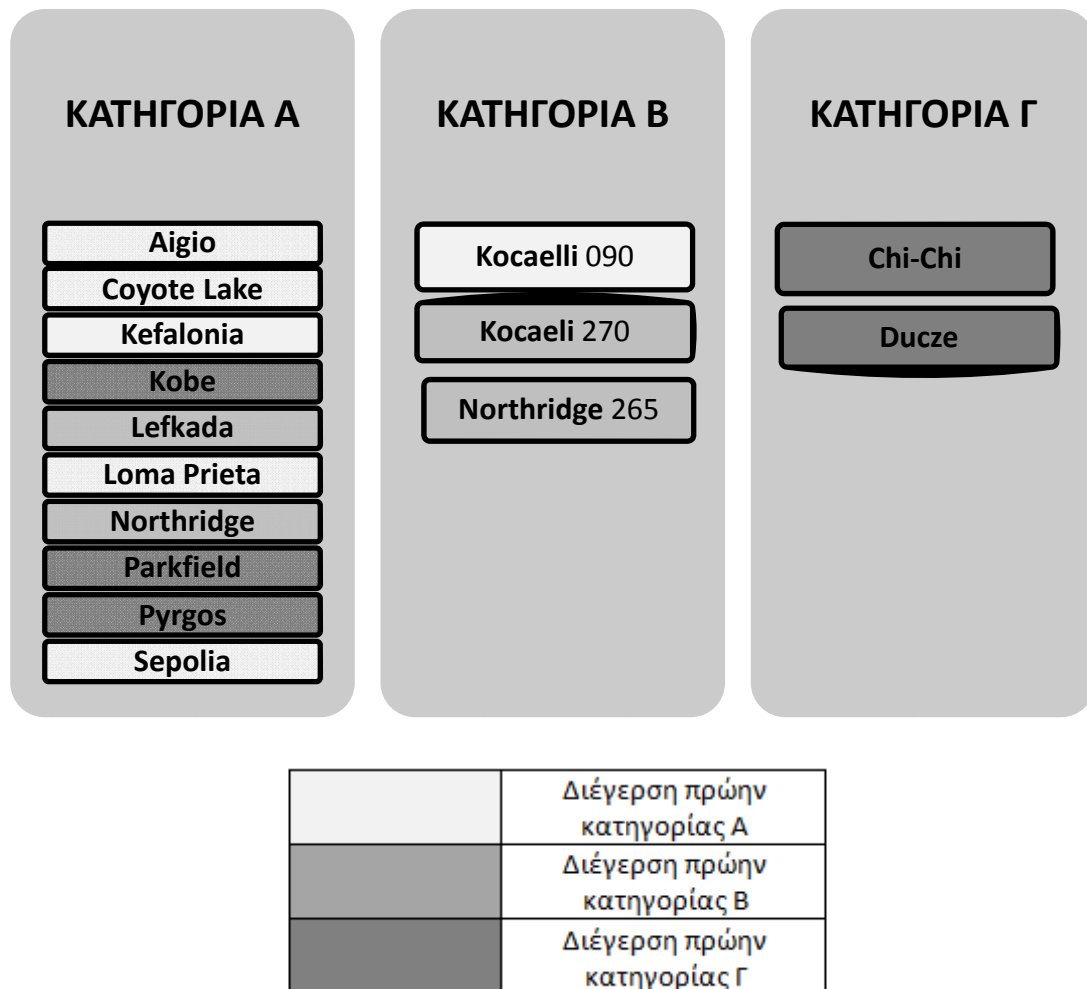 ΚΑΤΗΓΟΡΙΑ Α
Aigio
Coyote Lake
Kefalonia
Kobe
Lefkada
Loma Prieta
Northridge
Parkfield
Pyrgos
Sepolia
ΚΑΤΗΓΟΡΙΑ Β
Kocaelli 090
Kocaeli 270
Northridge 265
ΚΑΤΗΓΟΡΙΑ Γ
Chi-Chi
Ducze
Διέγερση πρώην
κατηγορίας Α
Διέγερση πρώην
κατηγορίας Β
Διέγερση πρώην
κατηγορίας Γ